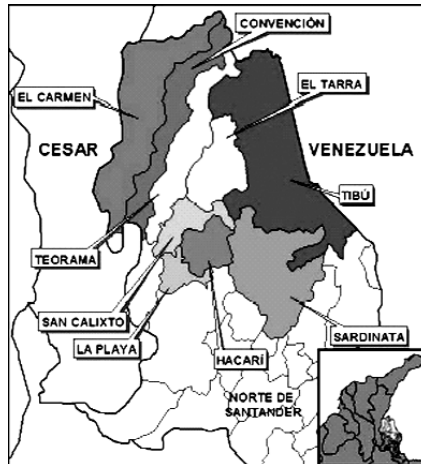 CONVENCIÓN
EL TARRA
EL CARMEN
CESAR
VENEZUELA
TIBÚ
TEORAMA
SAN CALIXTO
LA PLAYA
HACARÍ
SARDINATA
NORTE DE
SANTANDER